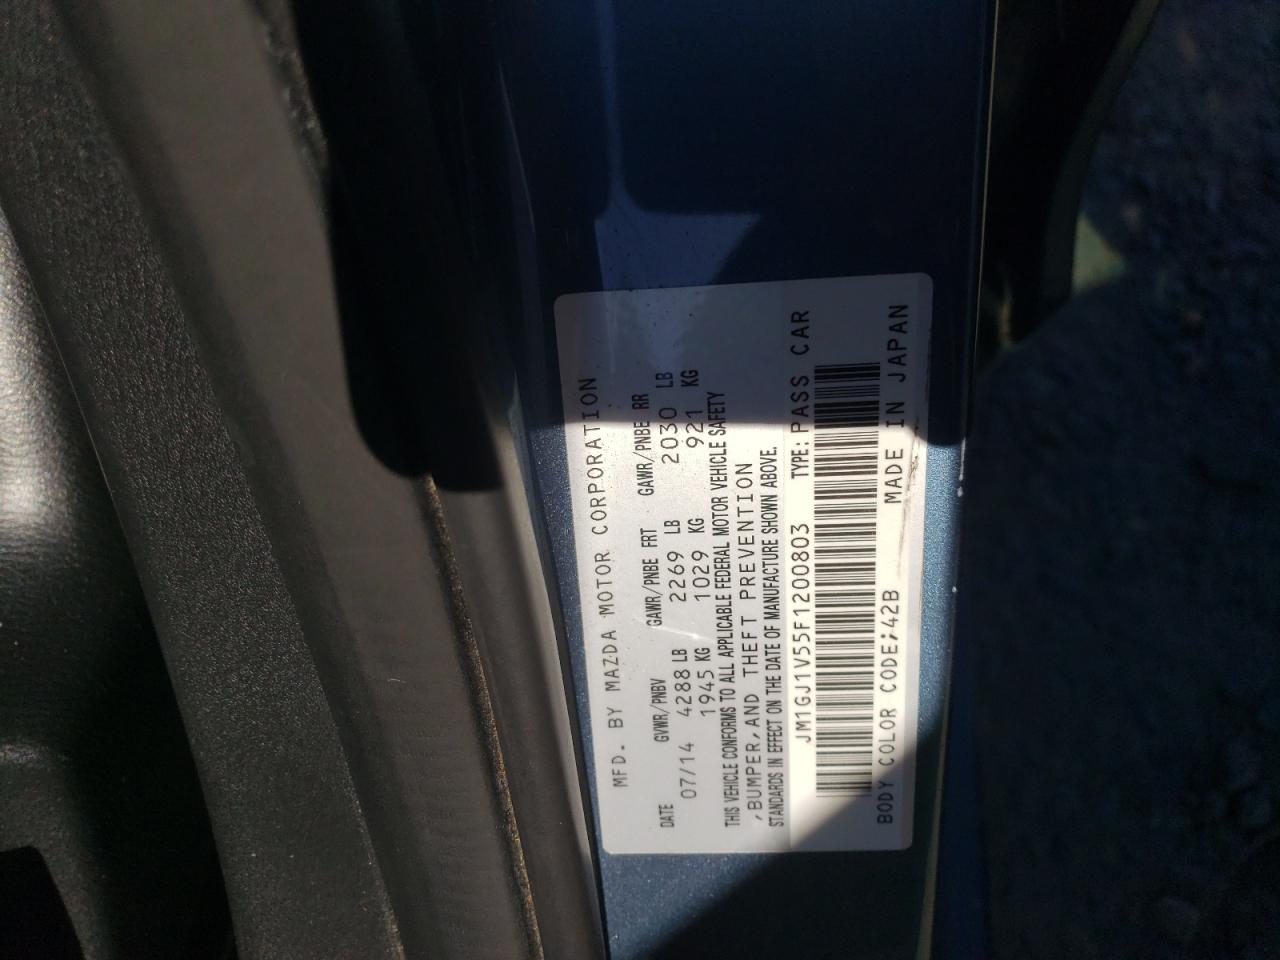 MFD. BY MAZDA MOTOR CORPORATION
DATE GVWR/PNBV GAWR/PNBE FRT GAWR/PNBE RR
07/14 4288 LB 2269 LB 2030 LB
1945 KG 1029 KG 921 KG
THIS VEHICLE CONFORMS TO ALL APPLICABLE FEDERAL MOTOR VEHICLE SAFETY
,BUMPER,AND THEFT PREVENTION
STANDARDS IN EFFECT ON THE DATE OF MANUFACTURE SHOWN ABOVE.
JM1GJ1V55F1200803 TYPE: PASS CAR
BODY COLOR CODE;42B MADE IN JAPAN